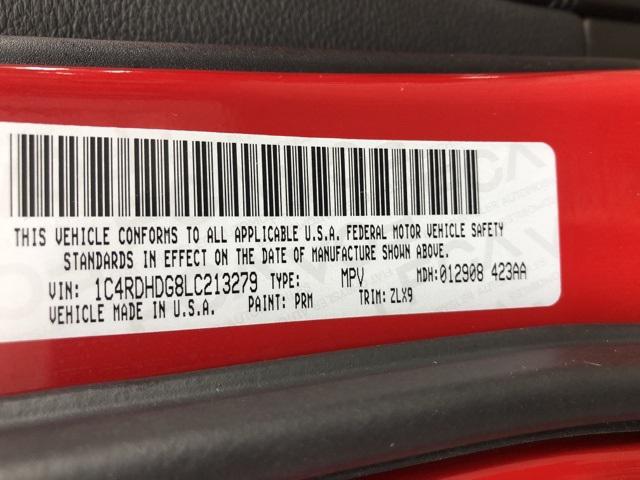 THIS VEHICLE CONFORMS TO ALL APPLICABLE U.S.A. FEDERAL MOTOR VEHICLE SAFETY
STANDARDS IN EFFECT ON THE DATE OF MANUFACTURE SHOWN ABOVE.
VIN: 1C4RDHDG8LC213279 TYPE: MPV MDH:012908 423AA
VEHICLE MADE IN U.S.A. PAINT: PRM TRIM: ZLX9